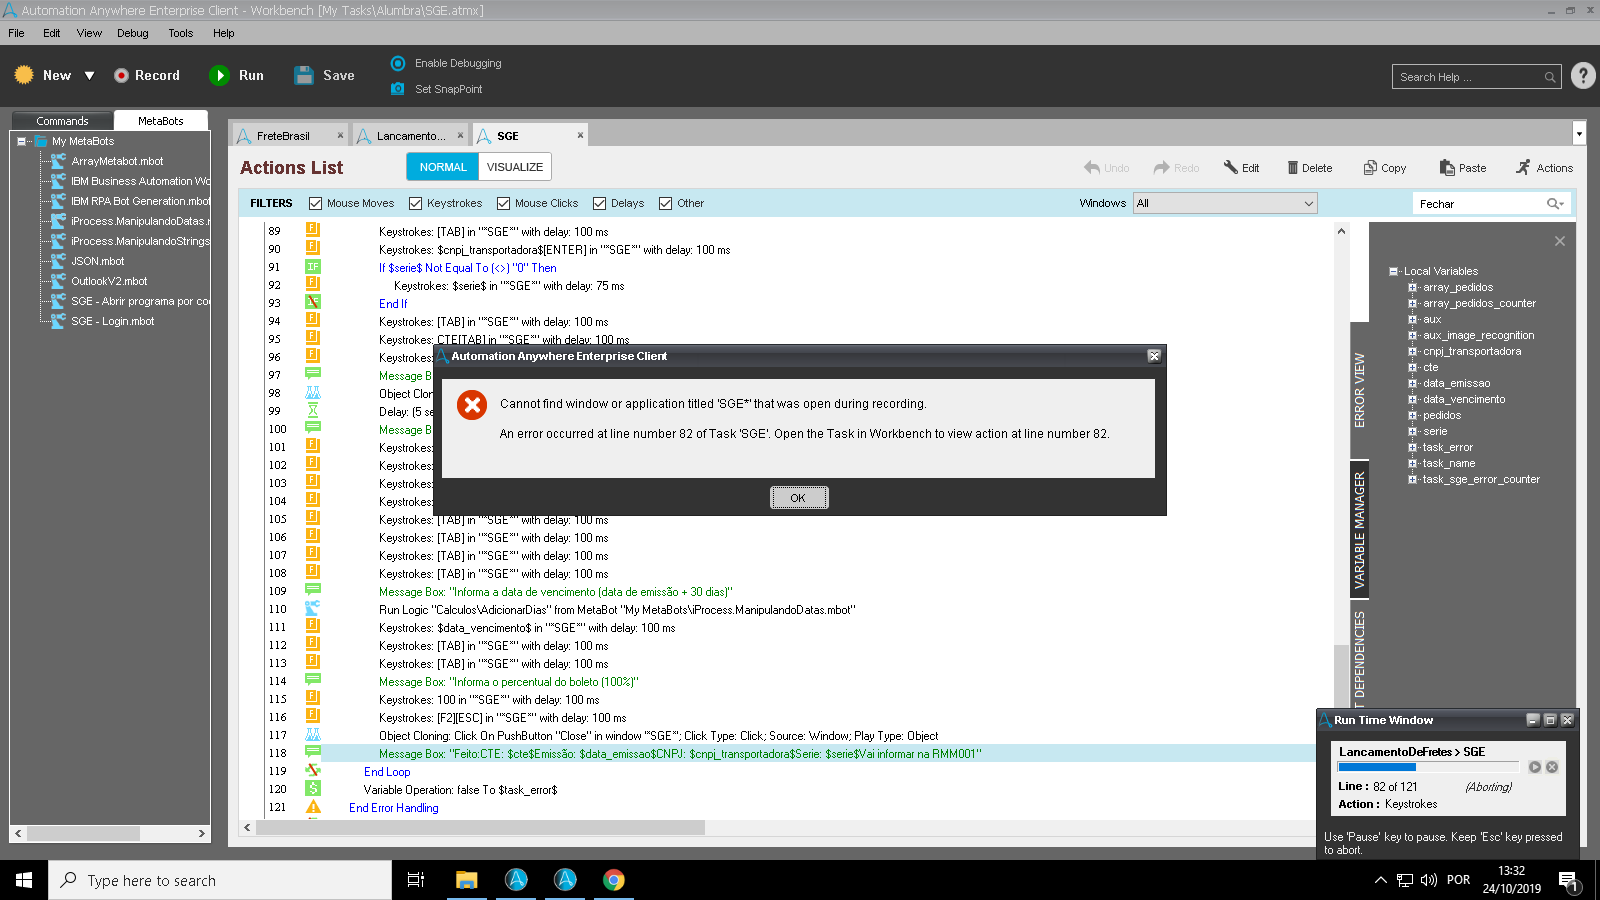 Automation Anywhere Enterprise Client - Workbench [My Tasks\Alumbra\SGE.atmx]
File Edit View Debug Tools Help
New Record Run Save
Enable Debugging
Set SnapPoint
Search Help ...
Commands MetaBots
My MetaBots
ArrayMetabot.mbot
IBM Business Automation Wo
IBM RPA Bot Generation.mbot
iProcess.ManipulandoDatas.r
iProcess.ManipulandoStrings
JSON.mbot
OutlookV2.mbot
SGE - Abrir programa por coc
SGE - Login.mbot
FreteBrasil Lancamento... SGE
Actions List NORMAL VISUALIZE Undo Redo Edit Delete Copy Paste Actions
FILTERS Mouse Moves Keystrokes Mouse Clicks Delays Other Windows All Fechar
89 Keystrokes: [TAB] in "*SGE*" with delay: 100 ms
90 Keystrokes: $cnpj_transportadora$[ENTER] in "*SGE*" with delay: 100 ms
91 If $serie$ Not Equal To (<>) "0" Then
92 Keystrokes: $serie$ in "*SGE*" with delay: 75 ms
93 End If
94 Keystrokes: [TAB] in "*SGE*" with delay: 100 ms
95 Keystrokes: CTE[TAB] in "*SGE*" with delay: 100 ms
96 Keystrokes:
97 Message B
98 Object Clon
99 Delay: (5 se
100 Message B
101 Keystrokes:
102 Keystrokes:
103 Keystrokes:
104 Keystrokes:
105 Keystrokes: [TAB] in "*SGE*" with delay: 100 ms
106 Keystrokes: [TAB] in "*SGE*" with delay: 100 ms
107 Keystrokes: [TAB] in "*SGE*" with delay: 100 ms
108 Keystrokes: [TAB] in "*SGE*" with delay: 100 ms
109 Message Box: "Informa a data de vencimento (data de emissão + 30 dias)"
110 Run Logic "Calculos\AdicionarDias" from MetaBot "My MetaBots\iProcess.ManipulandoDatas.mbot"
111 Keystrokes: $data_vencimento$ in "*SGE*" with delay: 100 ms
112 Keystrokes: [TAB] in "*SGE*" with delay: 100 ms
113 Keystrokes: [TAB] in "*SGE*" with delay: 100 ms
114 Message Box: "Informa o percentual do boleto (100%)"
115 Keystrokes: 100 in "*SGE*" with delay: 100 ms
116 Keystrokes: [F2][ESC] in "*SGE*" with delay: 100 ms
117 Object Cloning: Click On PushButton "Close" in window "*SGE*"; Click Type: Click; Source: Window; Play Type: Object
118 Message Box: "Feito:CTE: $cte$Emissão: $data_emissao$CNPJ: $cnpj_transportadora$Serie: $serie$Vai informar na RMM001"
119 End Loop
120 Variable Operation: false To $task_error$
121 End Error Handling
Automation Anywhere Enterprise Client
Cannot find window or application titled 'SGE*' that was open during recording.
An error occurred at line number 82 of Task 'SGE'. Open the Task in Workbench to view action at line number 82.
OK
ERROR VIEW
VARIABLE MANAGER
T DEPENDENCIES
Local Variables
array_pedidos
array_pedidos_counter
aux
aux_image_recognition
cnpj_transportadora
cte
data_emissao
data_vencimento
pedidos
serie
task_error
task_name
task_sge_error_counter
Run Time Window
LancamentoDeFretes > SGE
Line : 82 of 121 (Aborting)
Action : Keystrokes
Use 'Pause' key to pause. Keep 'Esc' key pressed
to abort.
Type here to search
POR
13:32
24/10/2019
1